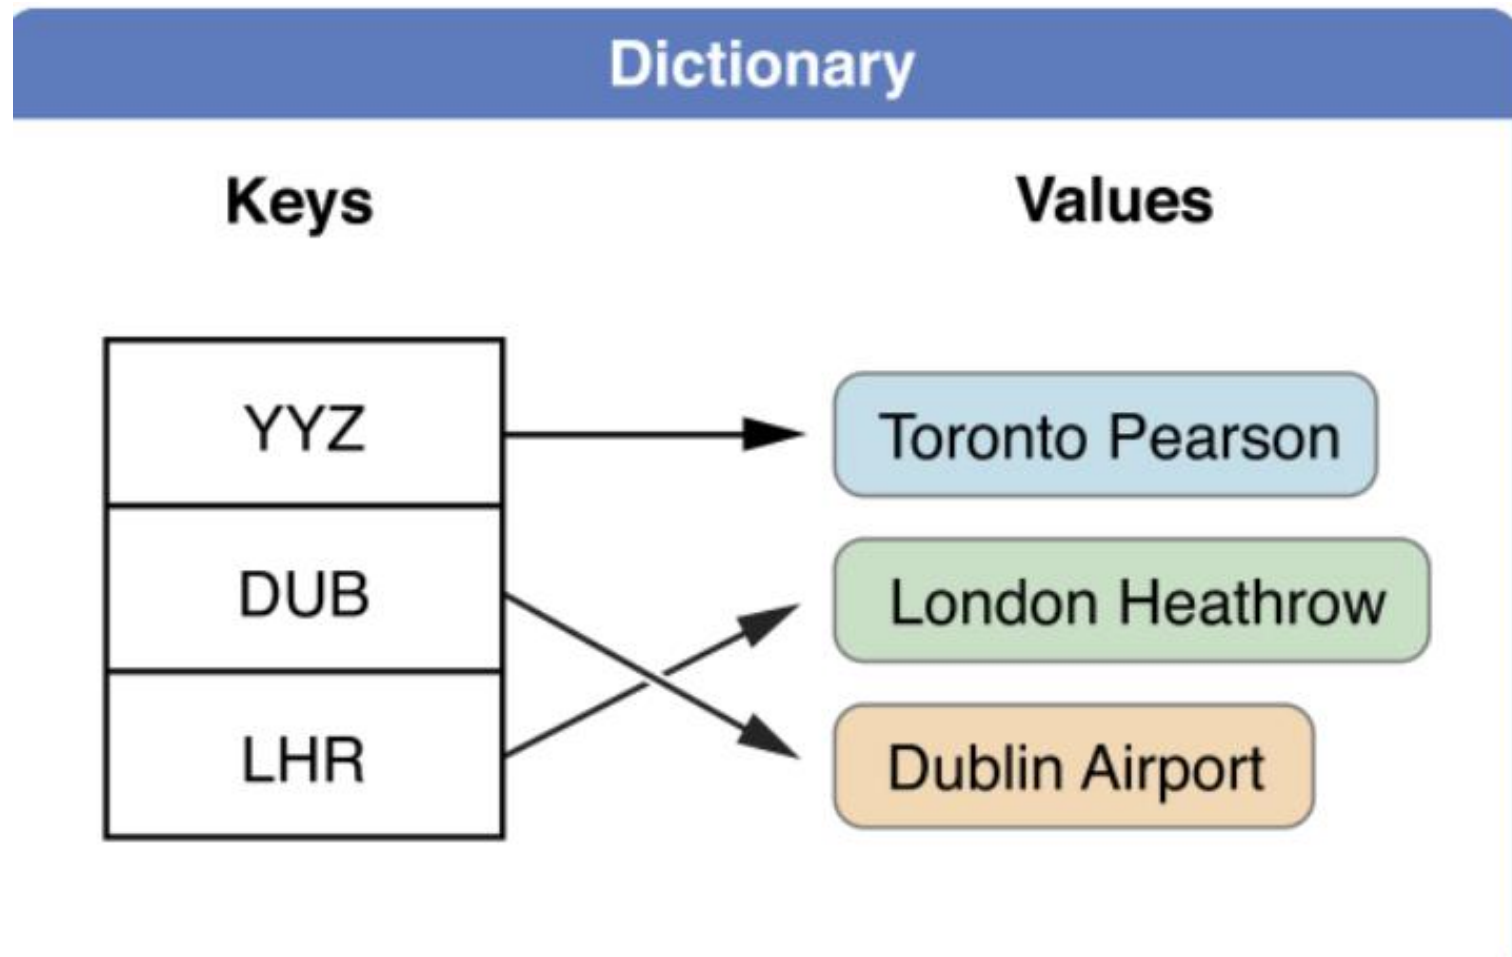 Dictionary
Keys Values
YYZ Toronto Pearson
DUB London Heathrow
LHR Dublin Airport